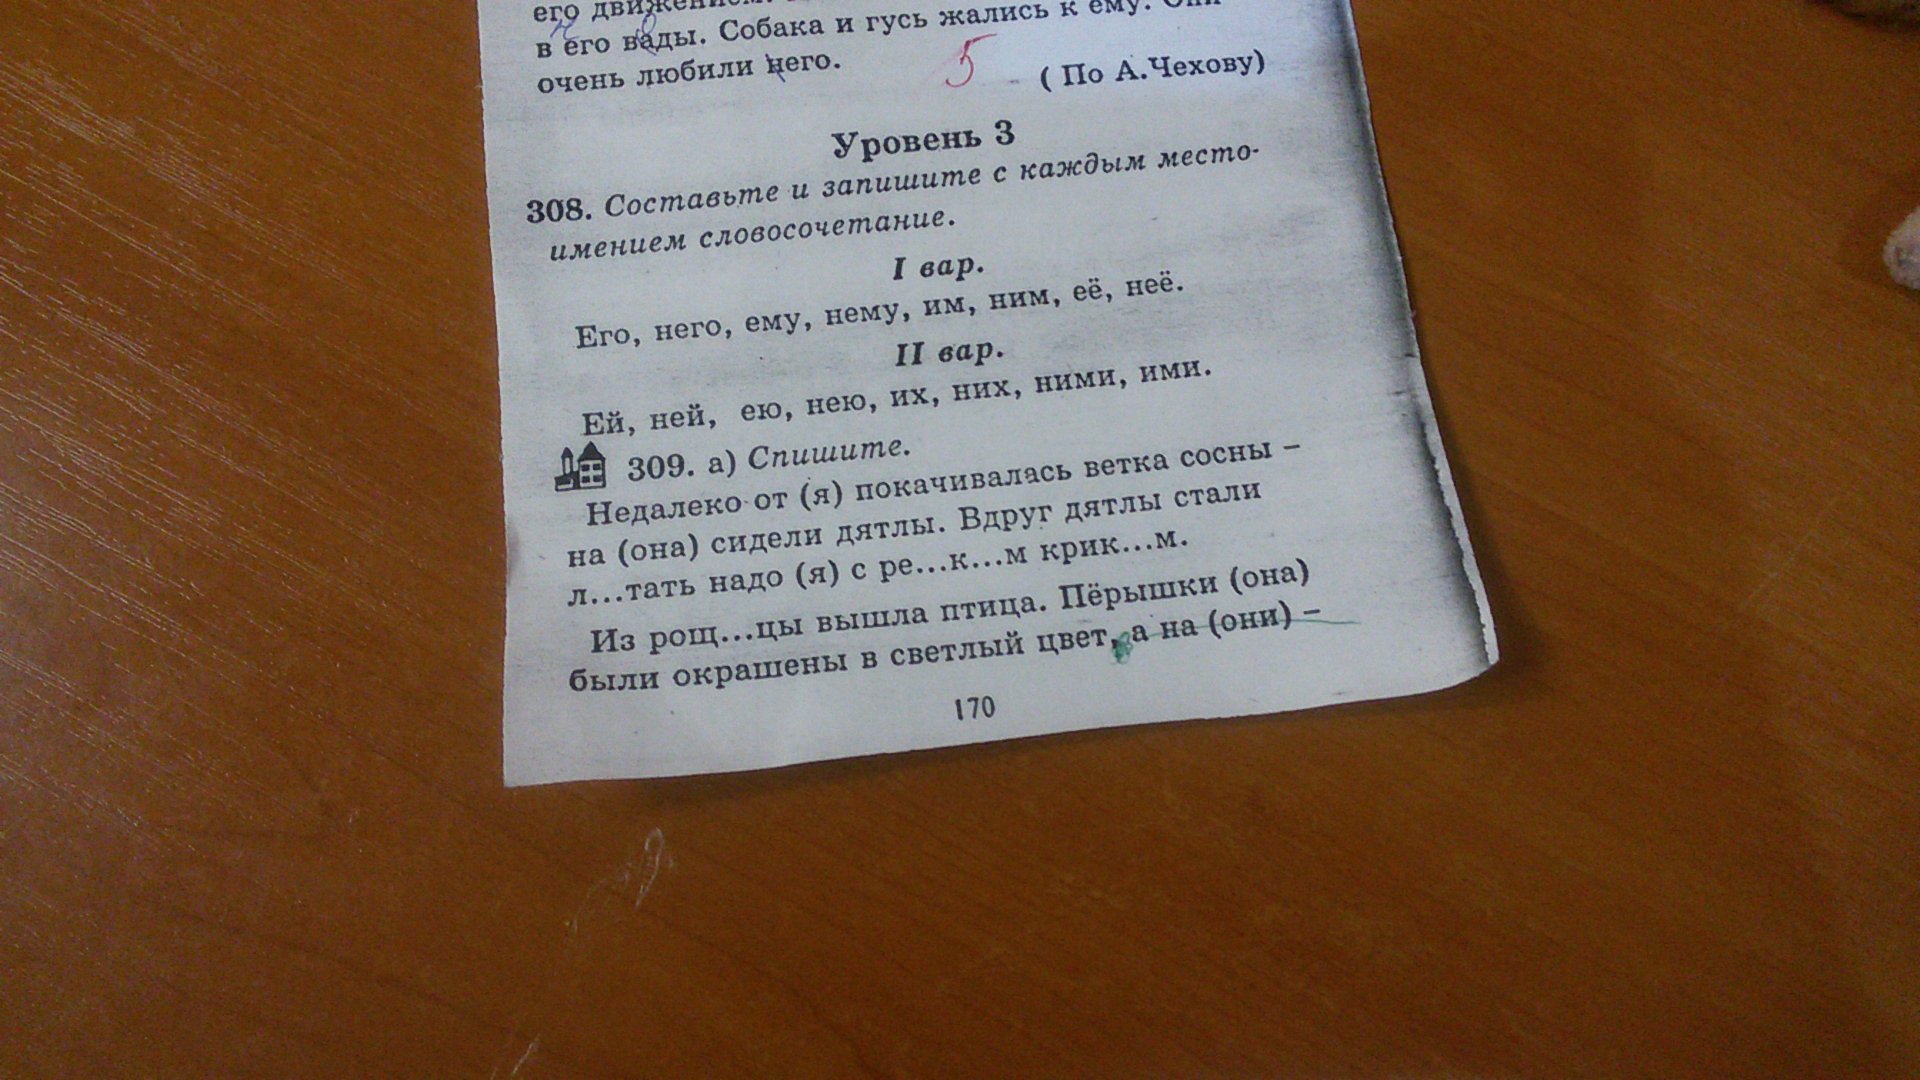 его движением.
в его вады. Собака и гусь жались к ему. Они
очень любили него.
5
( По А.Чехову)
Уровень 3
308. Составьте и запишите с каждым место-
имением словосочетание.
I вар.
Его, него, ему, нему, им, ним, её, неё.
II вар.
Ей, ней, ею, нею, их, них, ними, ими.
309. а) Спишите.
Недалеко от (я) покачивалась ветка сосны –
на (она) сидели дятлы. Вдруг дятлы стали
л...тать надо (я) с ре...к...м крик...м.
Из рощ...цы вышла птица. Пёрышки (она)
были окрашены в светлый цвет, а на (они) –
170